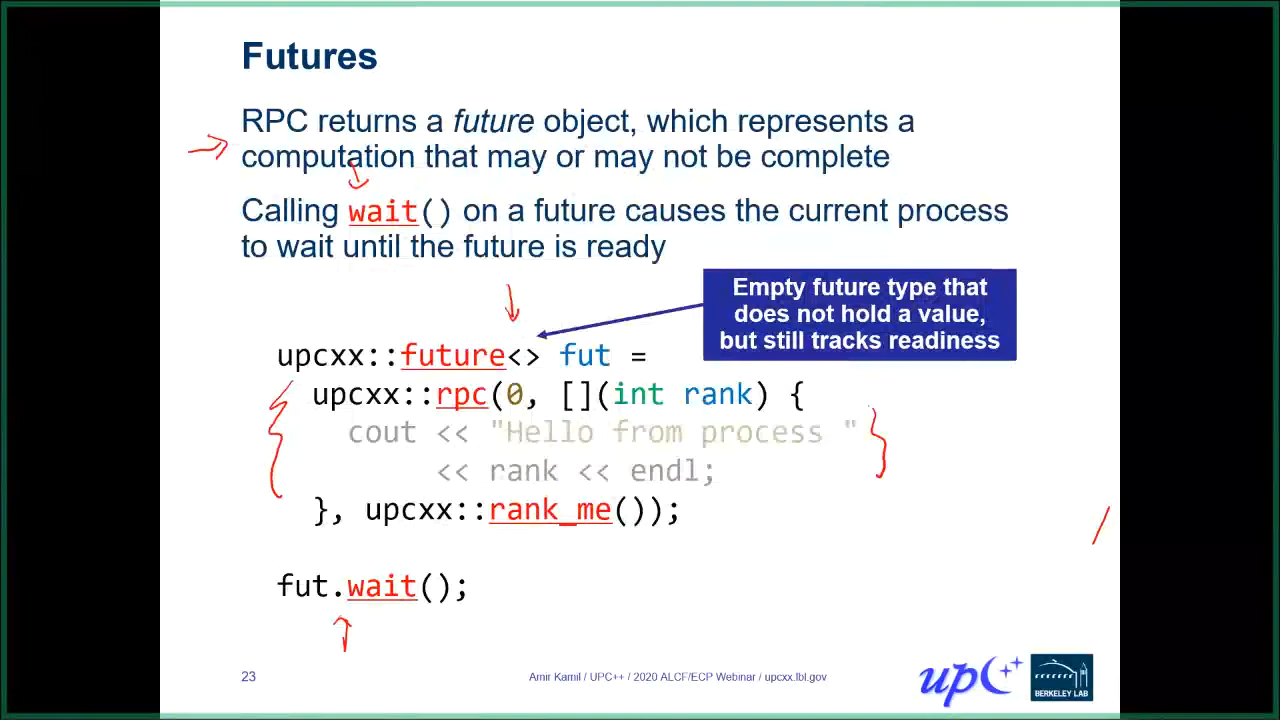 Futures
RPC returns a future object, which represents a
computation that may or may not be complete
Calling wait() on a future causes the current process
to wait until the future is ready
Empty future type that
does not hold a value,
but still tracks readiness
upcxx::future<> fut =
upcxx::rpc(0, [](int rank) {
cout << "Hello from process "
<< rank << endl;
}, upcxx::rank_me());
fut.wait();
23
Amir Kamil / UPC++ / 2020 ALCF/ECP Webinar / upcxx.lbl.gov
upC++
BERKELEY LAB